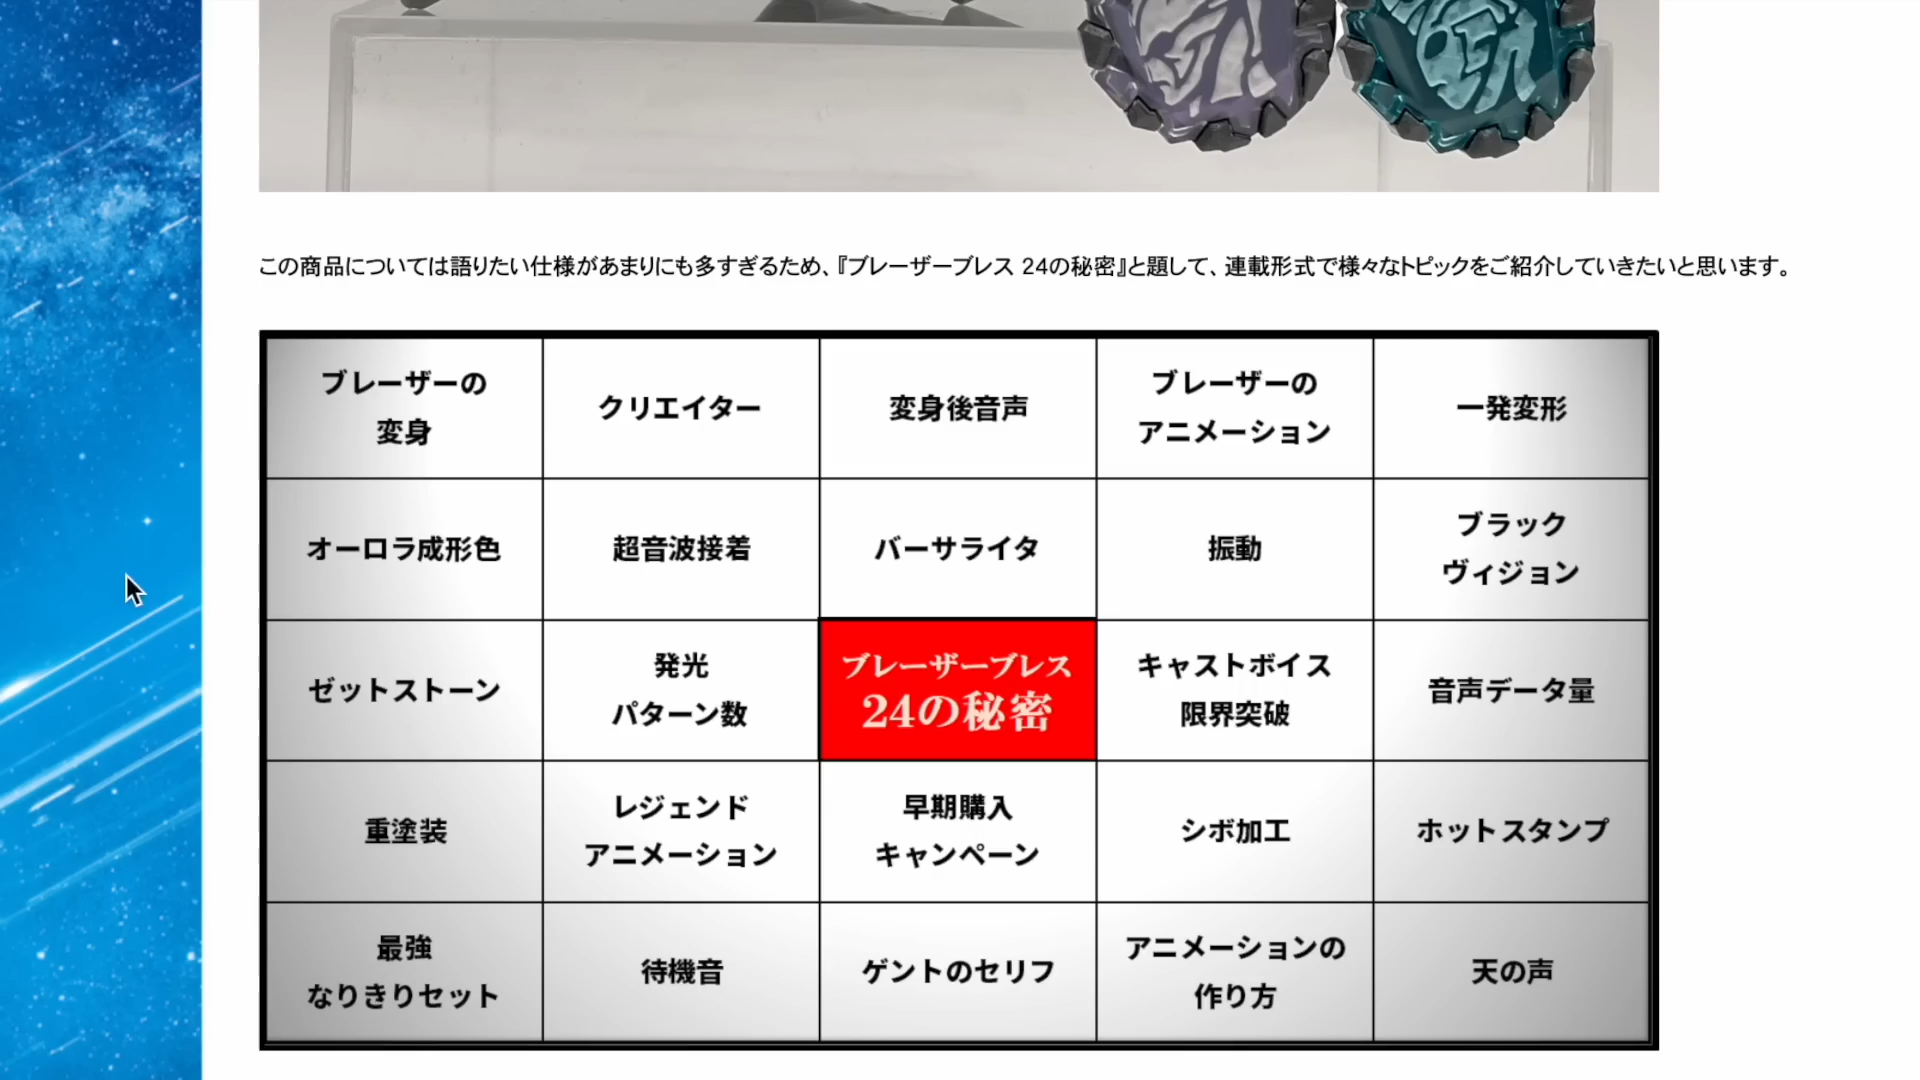 この商品については語りたい仕様があまりにも多すぎるため、『ブレーザーブレス 24の秘密』と題して、連載形式で様々なトピックをご紹介していきたいと思います。
ブレーザーの
変身
クリエイター
変身後音声
ブレーザーの
アニメーション
一発変形
オーロラ成形色
超音波接着
バーサライタ
振動
ブラック
ヴィジョン
ゼットストーン
発光
パターン数
ブレーザーブレス
24の秘密
キャストボイス
限界突破
音声データ量
重塗装
レジェンド
アニメーション
早期購入
キャンペーン
シボ加工
ホットスタンプ
最強
なりきりセット
待機音
ゲントのセリフ
アニメーションの
作り方
天の声